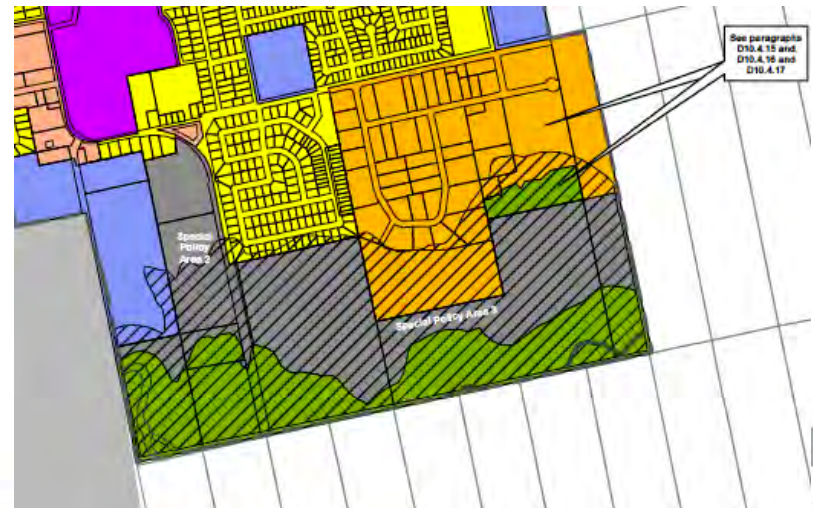 See paragraphs
D10.4.15 and
D10.4.16 and
D10.4.17
Special
Policy
Area 2
Special Policy Area 3